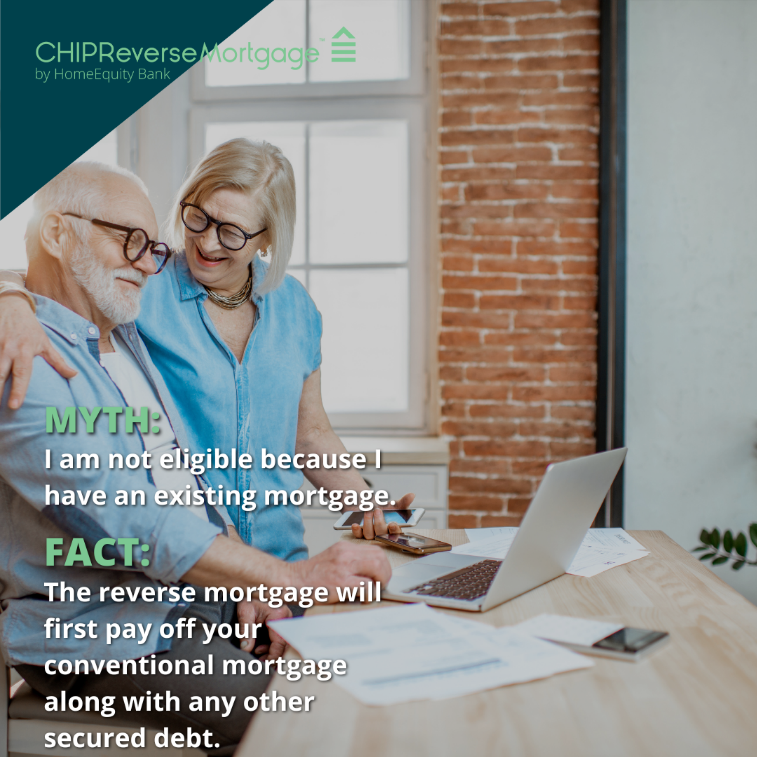 CHIPReverseMortgage™
by HomeEquity Bank
MYTH:
I am not eligible because I
have an existing mortgage.
FACT:
The reverse mortgage will
first pay off your
conventional mortgage
along with any other
secured debt.